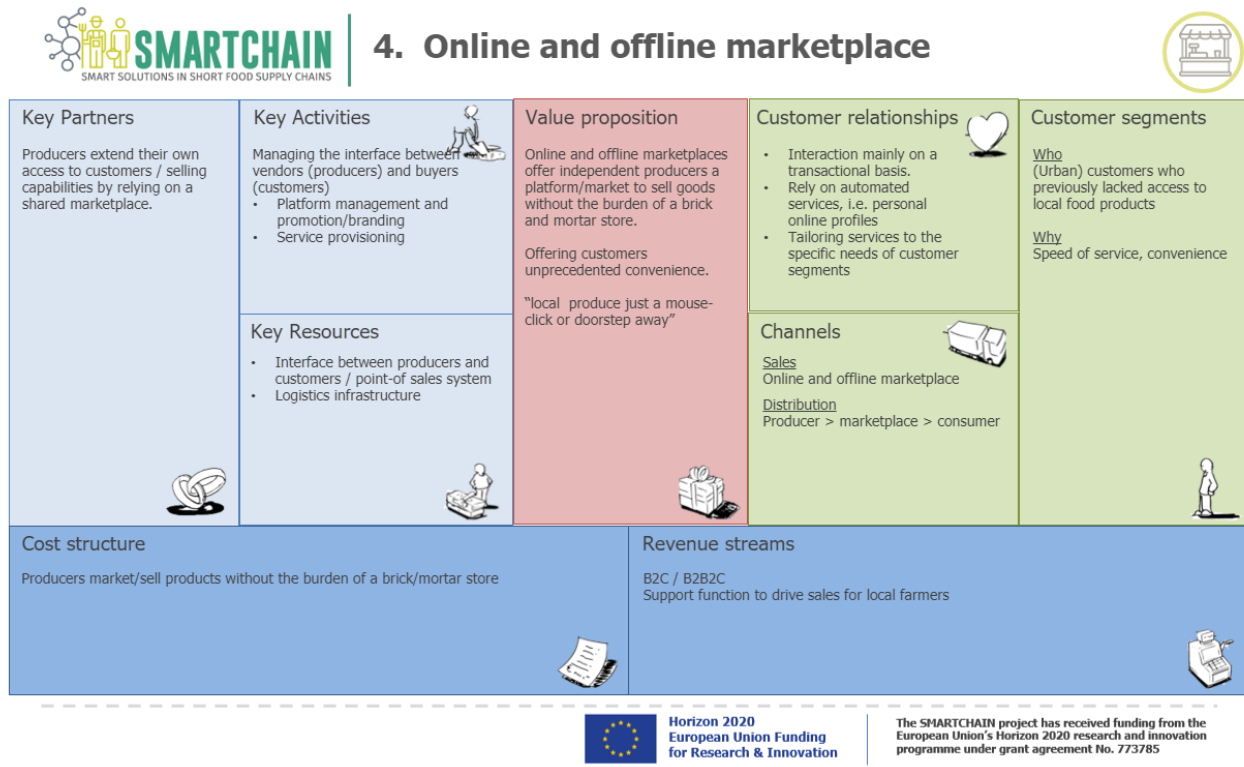 SMARTCHAIN
SMART SOLUTIONS IN SHORT FOOD SUPPLY CHAINS
4. Online and offline marketplace
Key Partners
Producers extend their own
access to customers / selling
capabilities by relying on a
shared marketplace.
Key Activities
Managing the interface between
vendors (producers) and buyers
(customers)
• Platform management and
promotion/branding
• Service provisioning
Key Resources
• Interface between producers and
customers / point-of sales system
• Logistics infrastructure
Value proposition
Online and offline marketplaces
offer independent producers a
platform/market to sell goods
without the burden of a brick
and mortar store.
Offering customers
unprecedented convenience.
“local produce just a mouse-
click or doorstep away”
Customer relationships
• Interaction mainly on a
transactional basis.
• Rely on automated
services, i.e. personal
online profiles
• Tailoring services to the
specific needs of customer
segments
Channels
Sales
Online and offline marketplace
Distribution
Producer > marketplace > consumer
Customer segments
Who
(Urban) customers who
previously lacked access to
local food products
Why
Speed of service, convenience
Cost structure
Producers market/sell products without the burden of a brick/mortar store
Revenue streams
B2C / B2B2C
Support function to drive sales for local farmers
Horizon 2020
European Union Funding
for Research & Innovation
The SMARTCHAIN project has received funding from the
European Union’s Horizon 2020 research and innovation
programme under grant agreement No. 773785